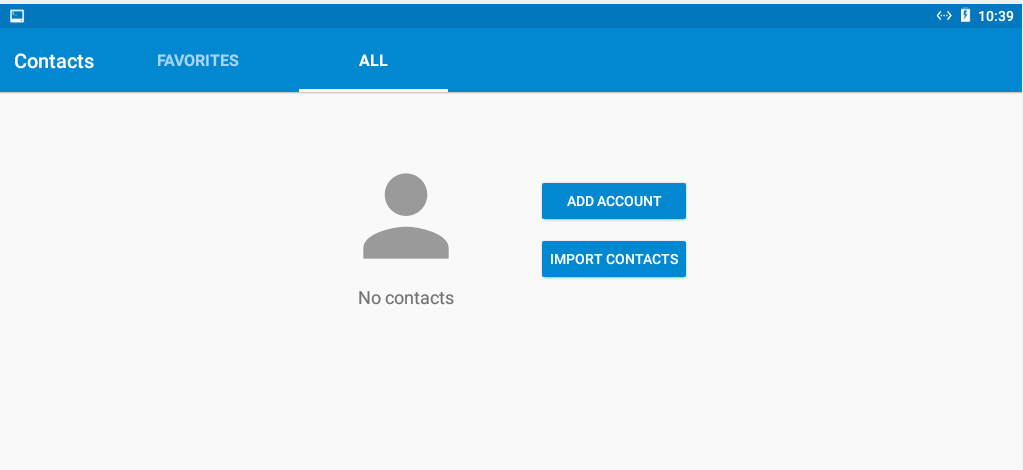 10:39
Contacts
FAVORITES
ALL
ADD ACCOUNT
IMPORT CONTACTS
No contacts